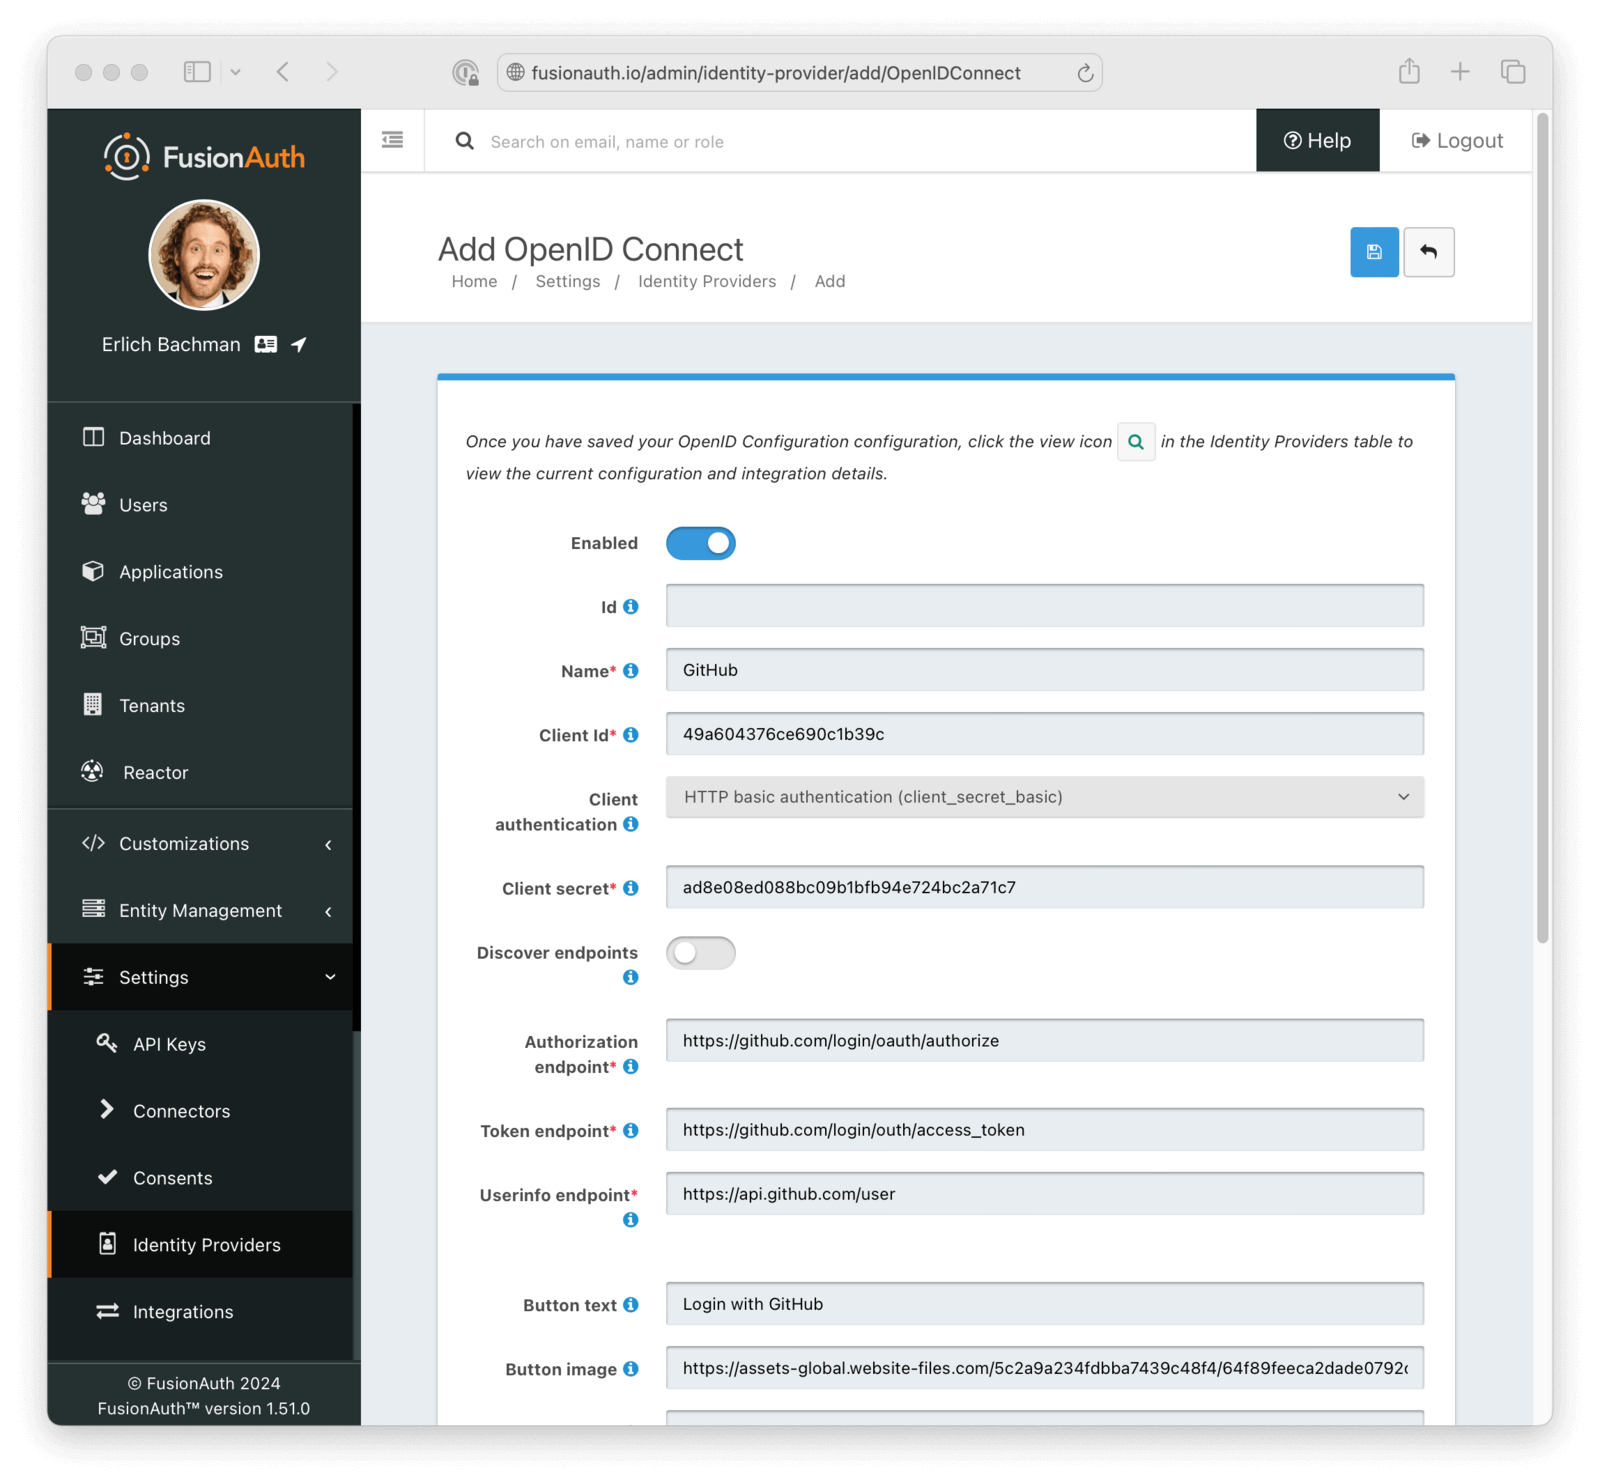 fusionauth.io/admin/identity-provider/add/OpenIDConnect
FusionAuth
Erlich Bachman
Dashboard
Users
Applications
Groups
Tenants
Reactor
Customizations
Entity Management
Settings
API Keys
Connectors
Consents
Identity Providers
Integrations
© FusionAuth 2024
FusionAuth™ version 1.51.0
Search on email, name or role
Help
Logout
Add OpenID Connect
Home / Settings / Identity Providers / Add
Once you have saved your OpenID Configuration configuration, click the view icon in the Identity Providers table to
view the current configuration and integration details.
Enabled
Id
Name* GitHub
Client Id* 49a604376ce690c1b39c
Client
authentication
HTTP basic authentication (client_secret_basic)
Client secret* ad8e08ed088bc09b1bfb94e724bc2a71c7
Discover endpoints
Authorization
endpoint*
https://github.com/login/oauth/authorize
Token endpoint* https://github.com/login/outh/access_token
Userinfo endpoint* https://api.github.com/user
Button text Login with GitHub
Button image https://assets-global.website-files.com/5c2a9a234fdbba7439c48f4/64f89feeca2dade0792